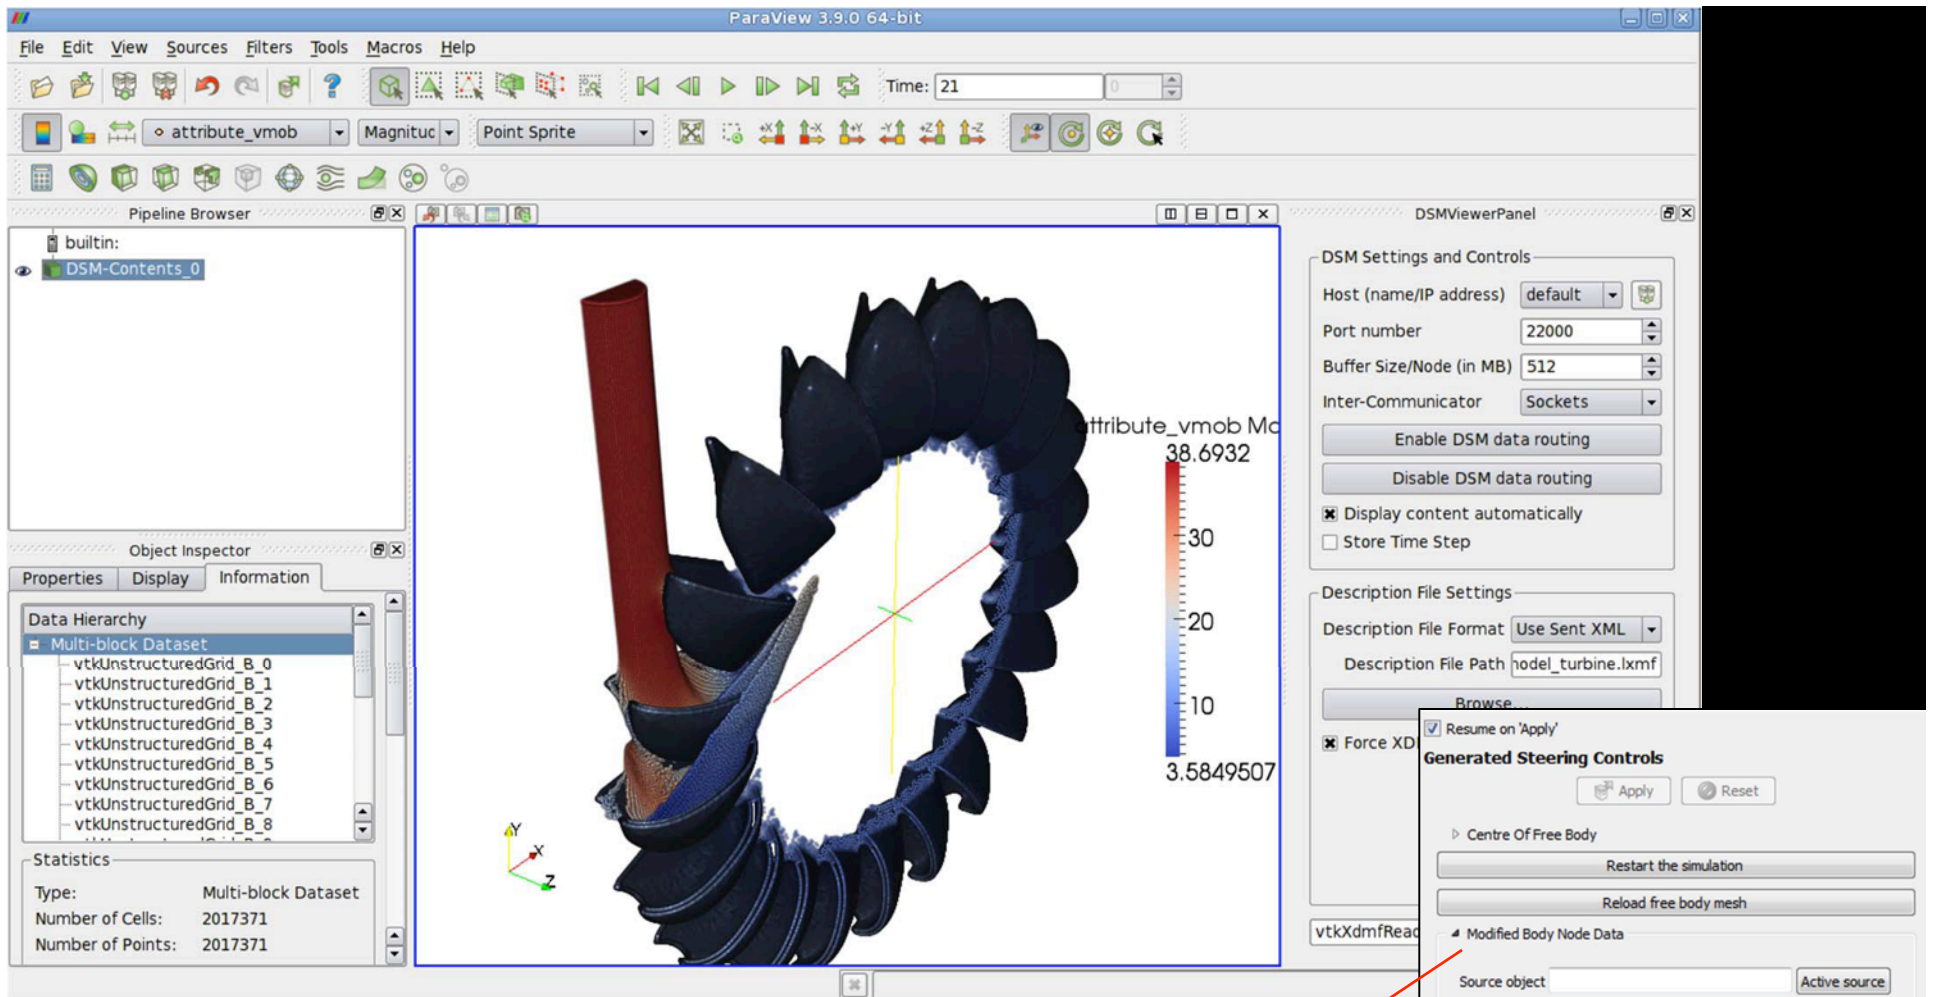 ParaView 3.9.0 64-bit
File Edit View Sources Filters Tools Macros Help
Time: 21 0
attribute_vmob Magnituc Point Sprite
+X -X +Y -Y +Z -Z
Pipeline Browser
DSMViewerPanel
builtin:
DSM-Contents_0
DSM Settings and Controls
Host (name/IP address) default
Port number 22000
Buffer Size/Node (in MB) 512
Inter-Communicator Sockets
Enable DSM data routing
Disable DSM data routing
Display content automatically
Store Time Step
ttribute_vmob Mc
38.6932
30
20
10
3.5849507
Y
X
Z
Object Inspector
Properties Display Information
Data Hierarchy
Multi-block Dataset
vtkUnstructuredGrid_B_0
vtkUnstructuredGrid_B_1
vtkUnstructuredGrid_B_2
vtkUnstructuredGrid_B_3
vtkUnstructuredGrid_B_4
vtkUnstructuredGrid_B_5
vtkUnstructuredGrid_B_6
vtkUnstructuredGrid_B_7
vtkUnstructuredGrid_B_8
Statistics
Type: Multi-block Dataset
Number of Cells: 2017371
Number of Points: 2017371
Description File Settings
Description File Format Use Sent XML
Description File Path nodel_turbine.lxmf
Browse...
Force XD
vtkXdmfRea
Resume on 'Apply'
Generated Steering Controls
Apply Reset
Centre Of Free Body
Restart the simulation
Reload free body mesh
Modified Body Node Data
Source object Active source